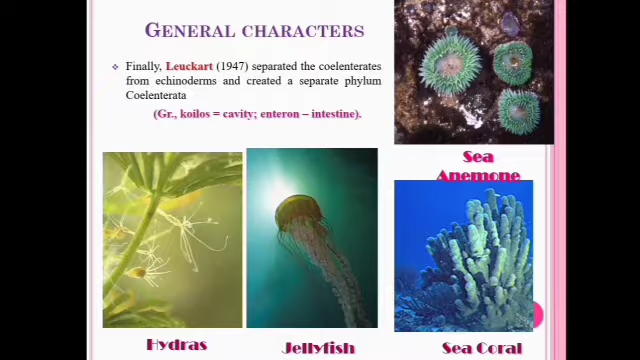 GENERAL CHARACTERS
Finally, Leuckart (1947) separated the coelenterates
from echinoderms and created a separate phylum
Coelenterata
(Gr., koilos = cavity; enteron – intestine).
Sea
Anemone
Hydras
Jellyfish
Sea Coral